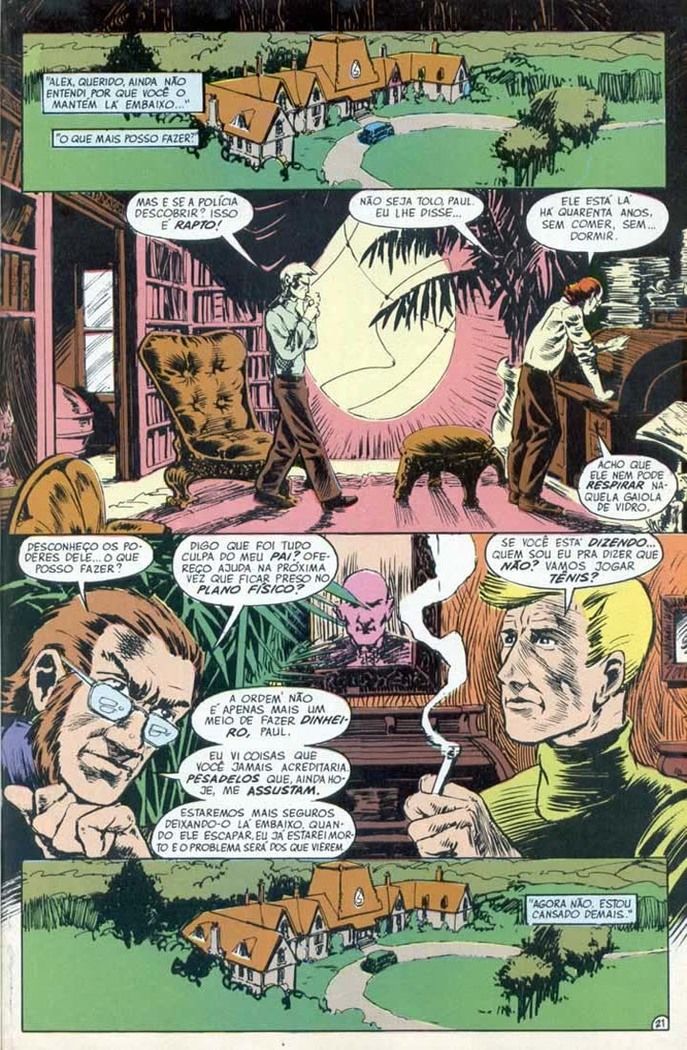 "ALEX, QUERIDO, AINDA NÃO
ENTENDI POR QUE VOCÊ O
MANTEM LÁ EMBAIXO..."
"O QUE MAIS POSSO FAZER?"
MAS E SE A POLÍCIA
DESCOBRIR? ISSO
É RAPTO!
NÃO SEJA TOLO, PAUL.
EU LHE DISSE...
ELE ESTÁ LÁ
HÁ QUARENTA ANOS,
SEM COMER, SEM...
DORMIR.
ACHO QUE
ELE NEM PODE
RESPIRAR NA-
QUELA GAIOLA
DE VIDRO.
DESCONHEÇO OS PO-
DERES DELE... O QUE
POSSO FAZER?
DIGO QUE FOI TUDO
CULPA DO MEU PAI? OFE-
REÇO AJUDA NA PRÓXIMA
VEZ QUE FICAR PRESO NO
PLANO FÍSICO?
SE VOCÊ ESTÁ DIZENDO...
QUEM SOU EU PRA DIZER QUE
NÃO? VAMOS JOGAR
TÊNIS?
A ORDEM NÃO
É APENAS MAIS UM
MEIO DE FAZER DINHEI-
RO, PAUL.
EU VI COISAS QUE
VOCÊ JAMAIS ACREDITARIA.
PESADELOS QUE, AINDA HO-
JE, ME ASSUSTAM.
ESTAREMOS MAIS SEGUROS
DEIXANDO-O LÁ EMBAIXO. QUAN-
DO ELE ESCAPAR, EU JÁ ESTAREI MOR-
TO E O PROBLEMA SERÁ DOS QUE VIEREM.
"AGORA NÃO. ESTOU
CANSADO DEMAIS."
21